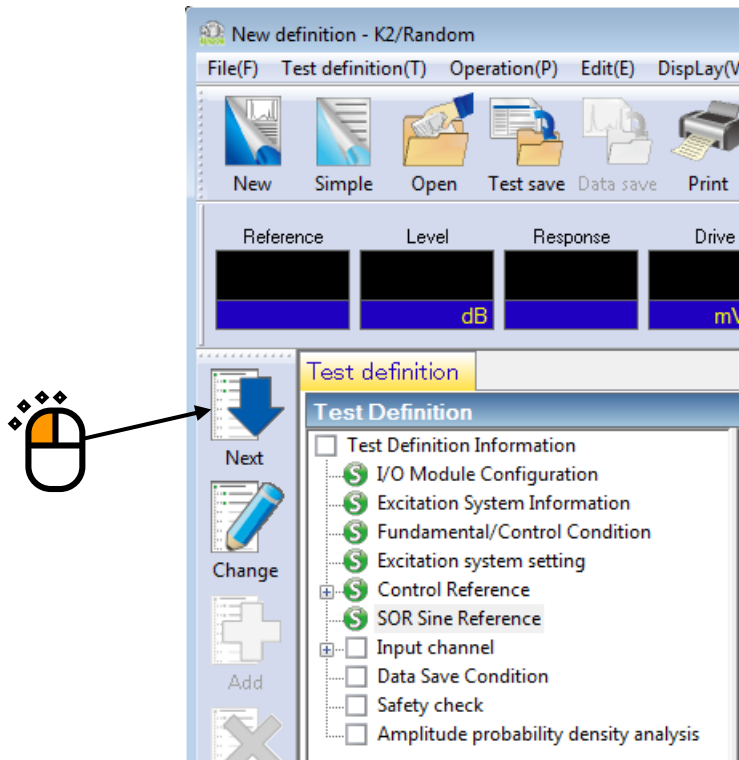 New definition - K2/Random
File(F) Test definition(T) Operation(P) Edit(E) DispLay(V
New Simple Open Test save Data save Print
Reference Level Response Drive
dB mV
Test definition
Test Definition
Next
Change
Add
Test Definition Information
S I/O Module Configuration
S Excitation System Information
S Fundamental/Control Condition
S Excitation system setting
S Control Reference
S SOR Sine Reference
Input channel
Data Save Condition
Safety check
Amplitude probability density analysis